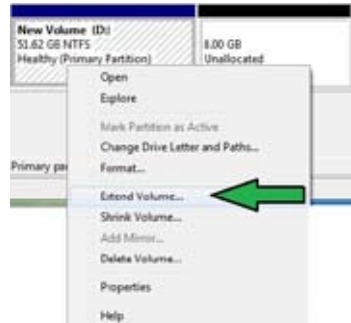 New Volume (D:)
51.62 GB NTFS
Healthy (Primary Partition)
8.00 GB
Unallocated
Open
Explore
Mark Partition as Active
Change Drive Letter and Paths...
Format...
Primary par
Extend Volume...
Shrink Volume...
Add Mirror...
Delete Volume...
Properties
Help